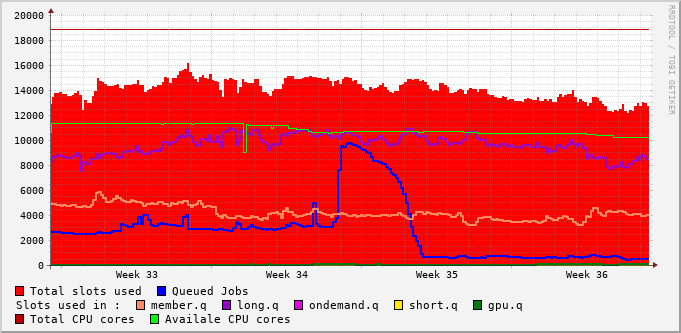 20000
18000
16000
14000
12000
10000
8000
6000
4000
2000
0
Week 33 Week 34 Week 35 Week 36
RRDTOOL / TOBI OETIKER
Total slots used Queued Jobs
Slots used in : member.q long.q ondemand.q short.q gpu.q
Total CPU cores Availale CPU cores